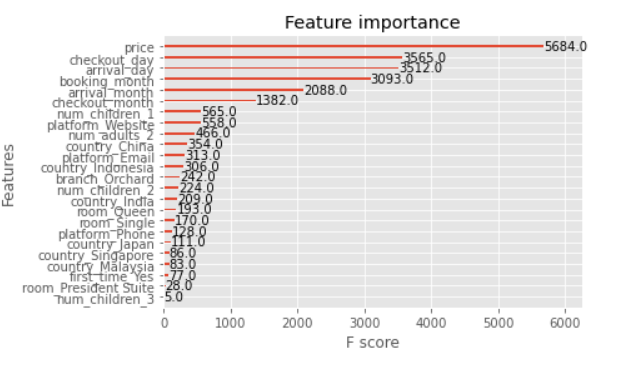 Feature importance
price 5684.0
checkout_day 3565.0
arrival_day 3512.0
booking_month 3093.0
arrival_month 2088.0
checkout_month 1382.0
num_children_1 565.0
platform_Website 558.0
num_adults_2 466.0
country_China 354.0
platform_Email 313.0
country_Indonesia 306.0
branch_Orchard 242.0
num_children_2 224.0
country_India 209.0
room_Queen 193.0
room_Single 170.0
platform_Phone 128.0
country_Japan 111.0
country_Singapore 86.0
country_Malaysia 83.0
first_time_Yes 77.0
room_President Suite 28.0
num_children_3 5.0
Features
0 1000 2000 3000 4000 5000 6000
F score